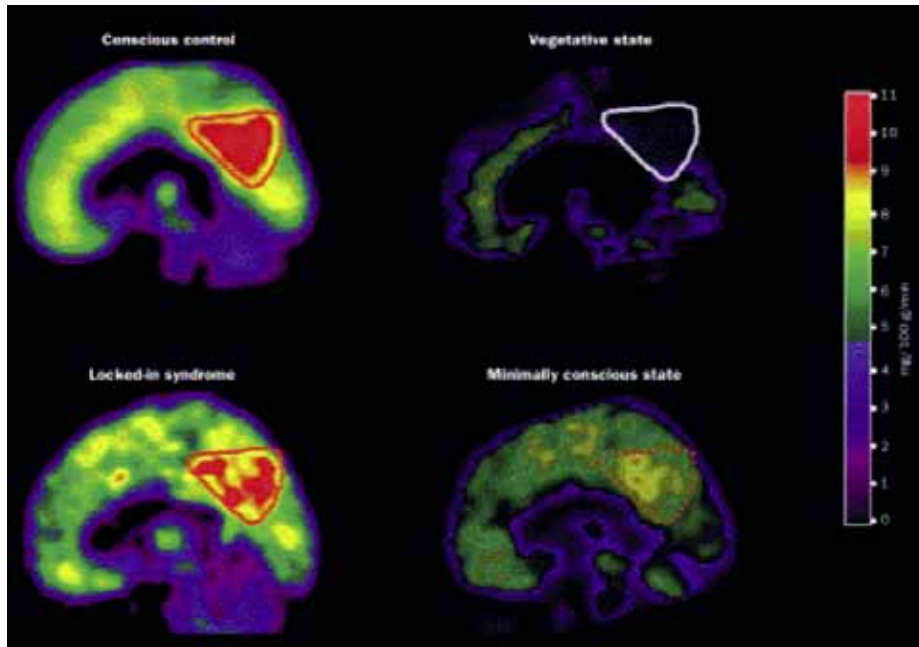 Conscious control
Vegetative state
11
10
9
8
7
6
5
4
3
2
1
0
mg/100 g/min
Locked-in syndrome
Minimally conscious state